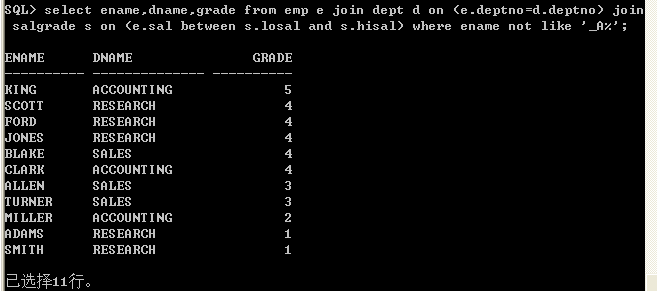 SQL> select ename,dname,grade from emp e join dept d on (e.deptno=d.deptno) join
salgrade s on (e.sal between s.losal and s.hisal) where ename not like '_A%';
ENAME DNAME GRADE
---------- -------------- ----------
KING ACCOUNTING 5
SCOTT RESEARCH 4
FORD RESEARCH 4
JONES RESEARCH 4
BLAKE SALES 4
CLARK ACCOUNTING 4
ALLEN SALES 3
TURNER SALES 3
MILLER ACCOUNTING 2
ADAMS RESEARCH 1
SMITH RESEARCH 1
已选择11行。